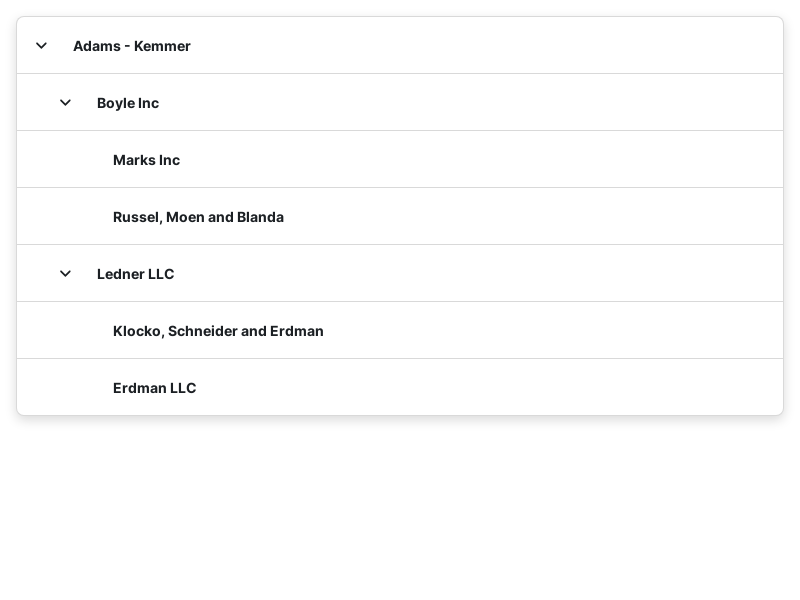 Adams - Kemmer
Boyle Inc
Marks Inc
Russel, Moen and Blanda
Ledner LLC
Klocko, Schneider and Erdman
Erdman LLC